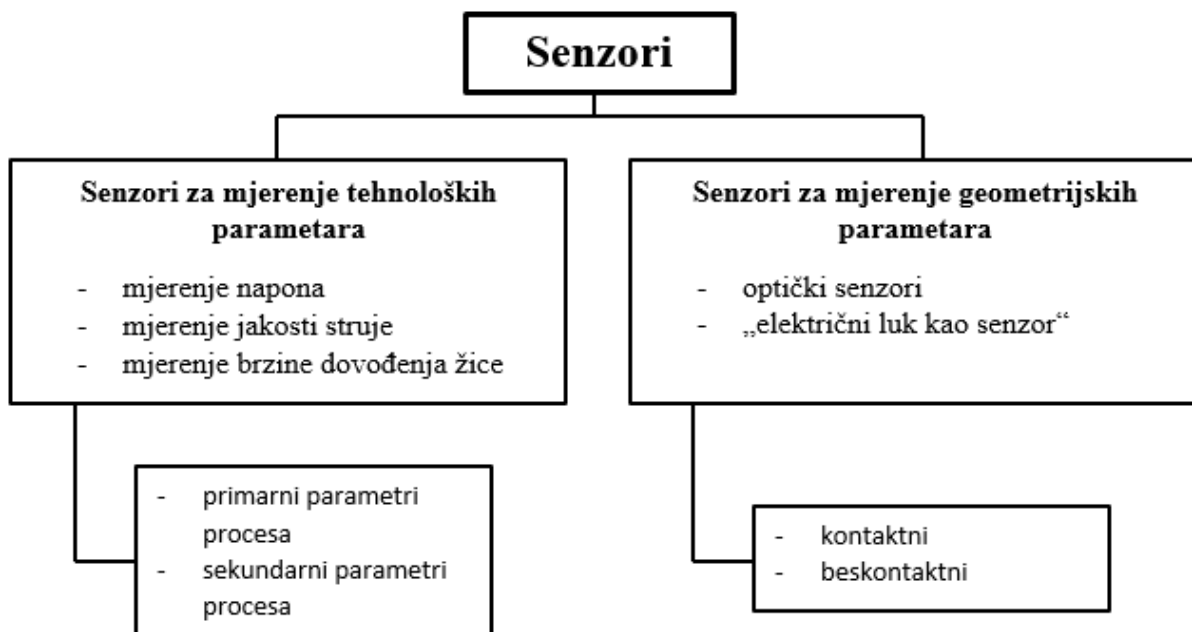 Senzori
Senzori za mjerenje tehnoloških
parametara
- mjerenje napona
- mjerenje jakosti struje
- mjerenje brzine dovođenja žice
Senzori za mjerenje geometrijskih
parametara
- optički senzori
- „električni luk kao senzor“
- primarni parametri
procesa
- sekundarni parametri
procesa
- kontaktni
- beskontaktni